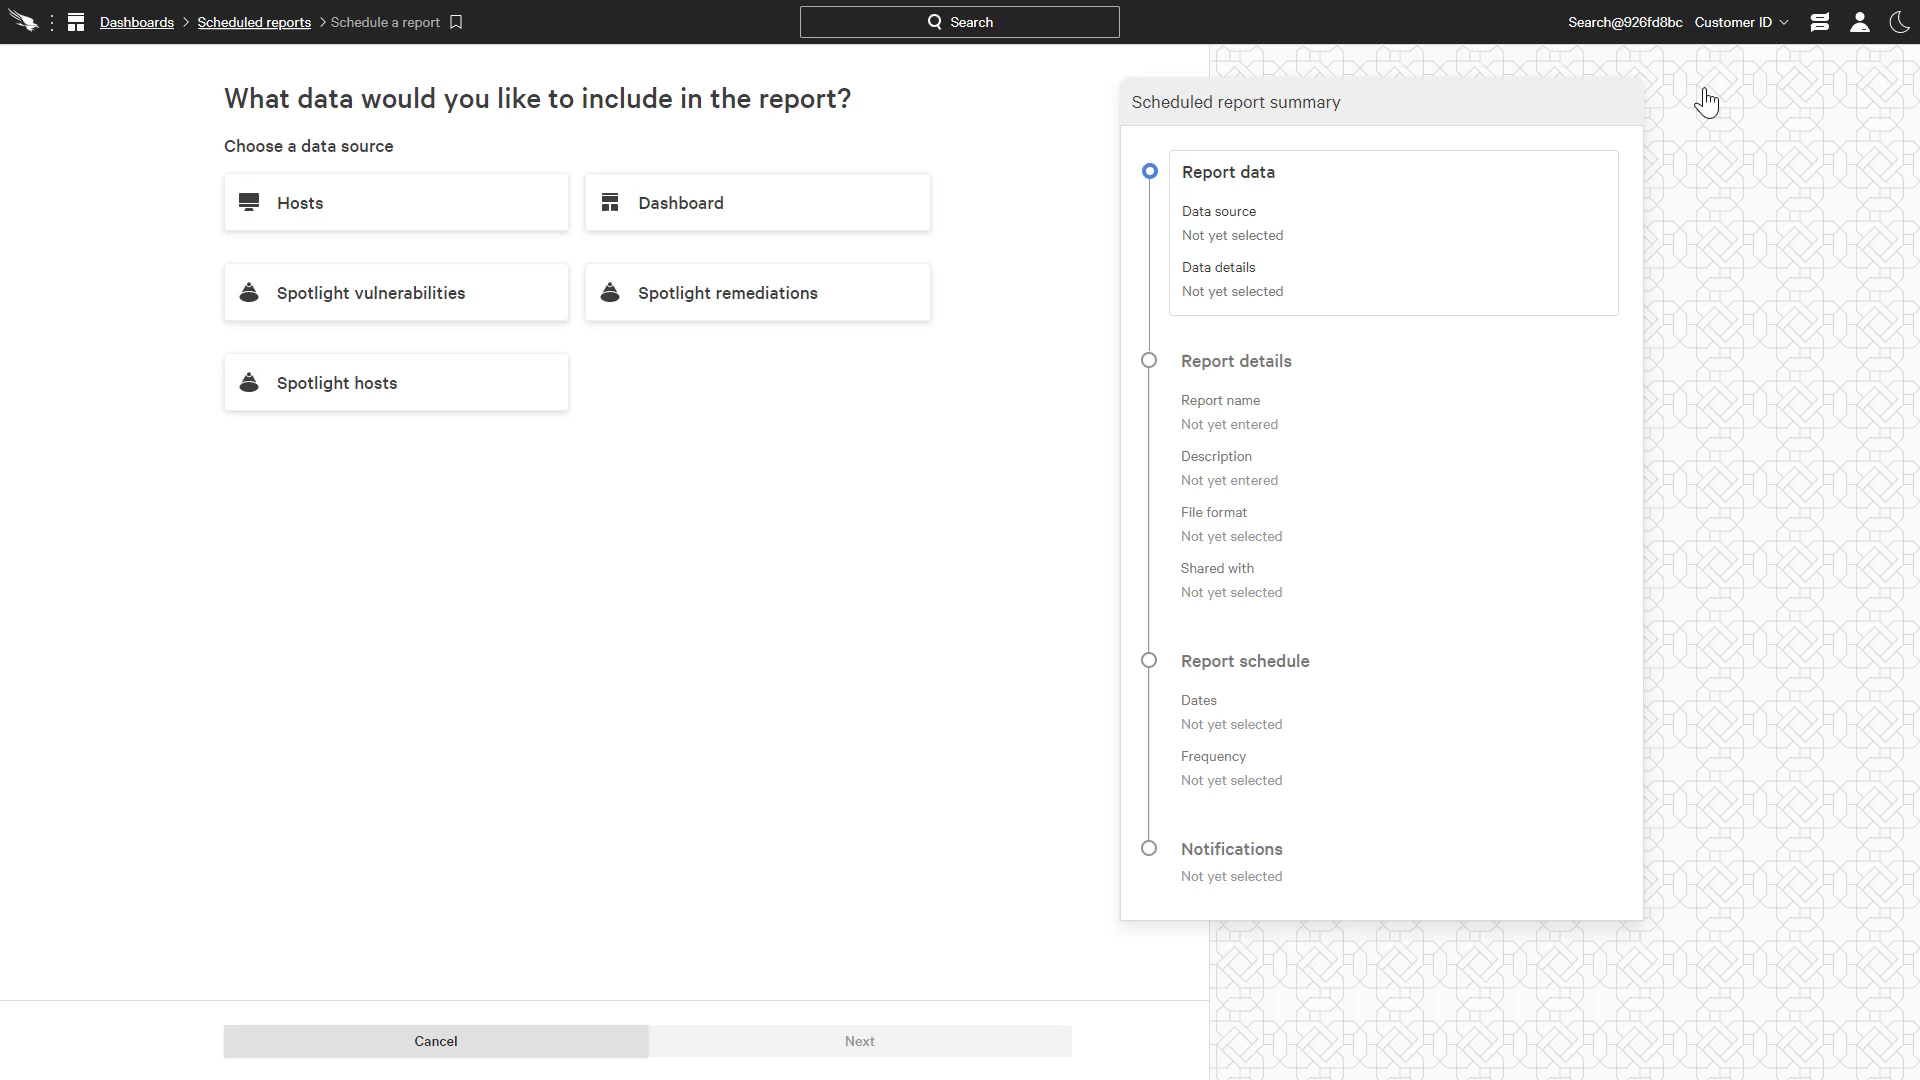 Dashboards > Scheduled reports > Schedule a report
Search
Search@926fd8bc Customer ID
What data would you like to include in the report?
Choose a data source
Hosts
Dashboard
Spotlight vulnerabilities
Spotlight remediations
Spotlight hosts
Cancel
Next
Scheduled report summary
Report data
Data source
Not yet selected
Data details
Not yet selected
Report details
Report name
Not yet entered
Description
Not yet entered
File format
Not yet selected
Shared with
Not yet selected
Report schedule
Dates
Not yet selected
Frequency
Not yet selected
Notifications
Not yet selected